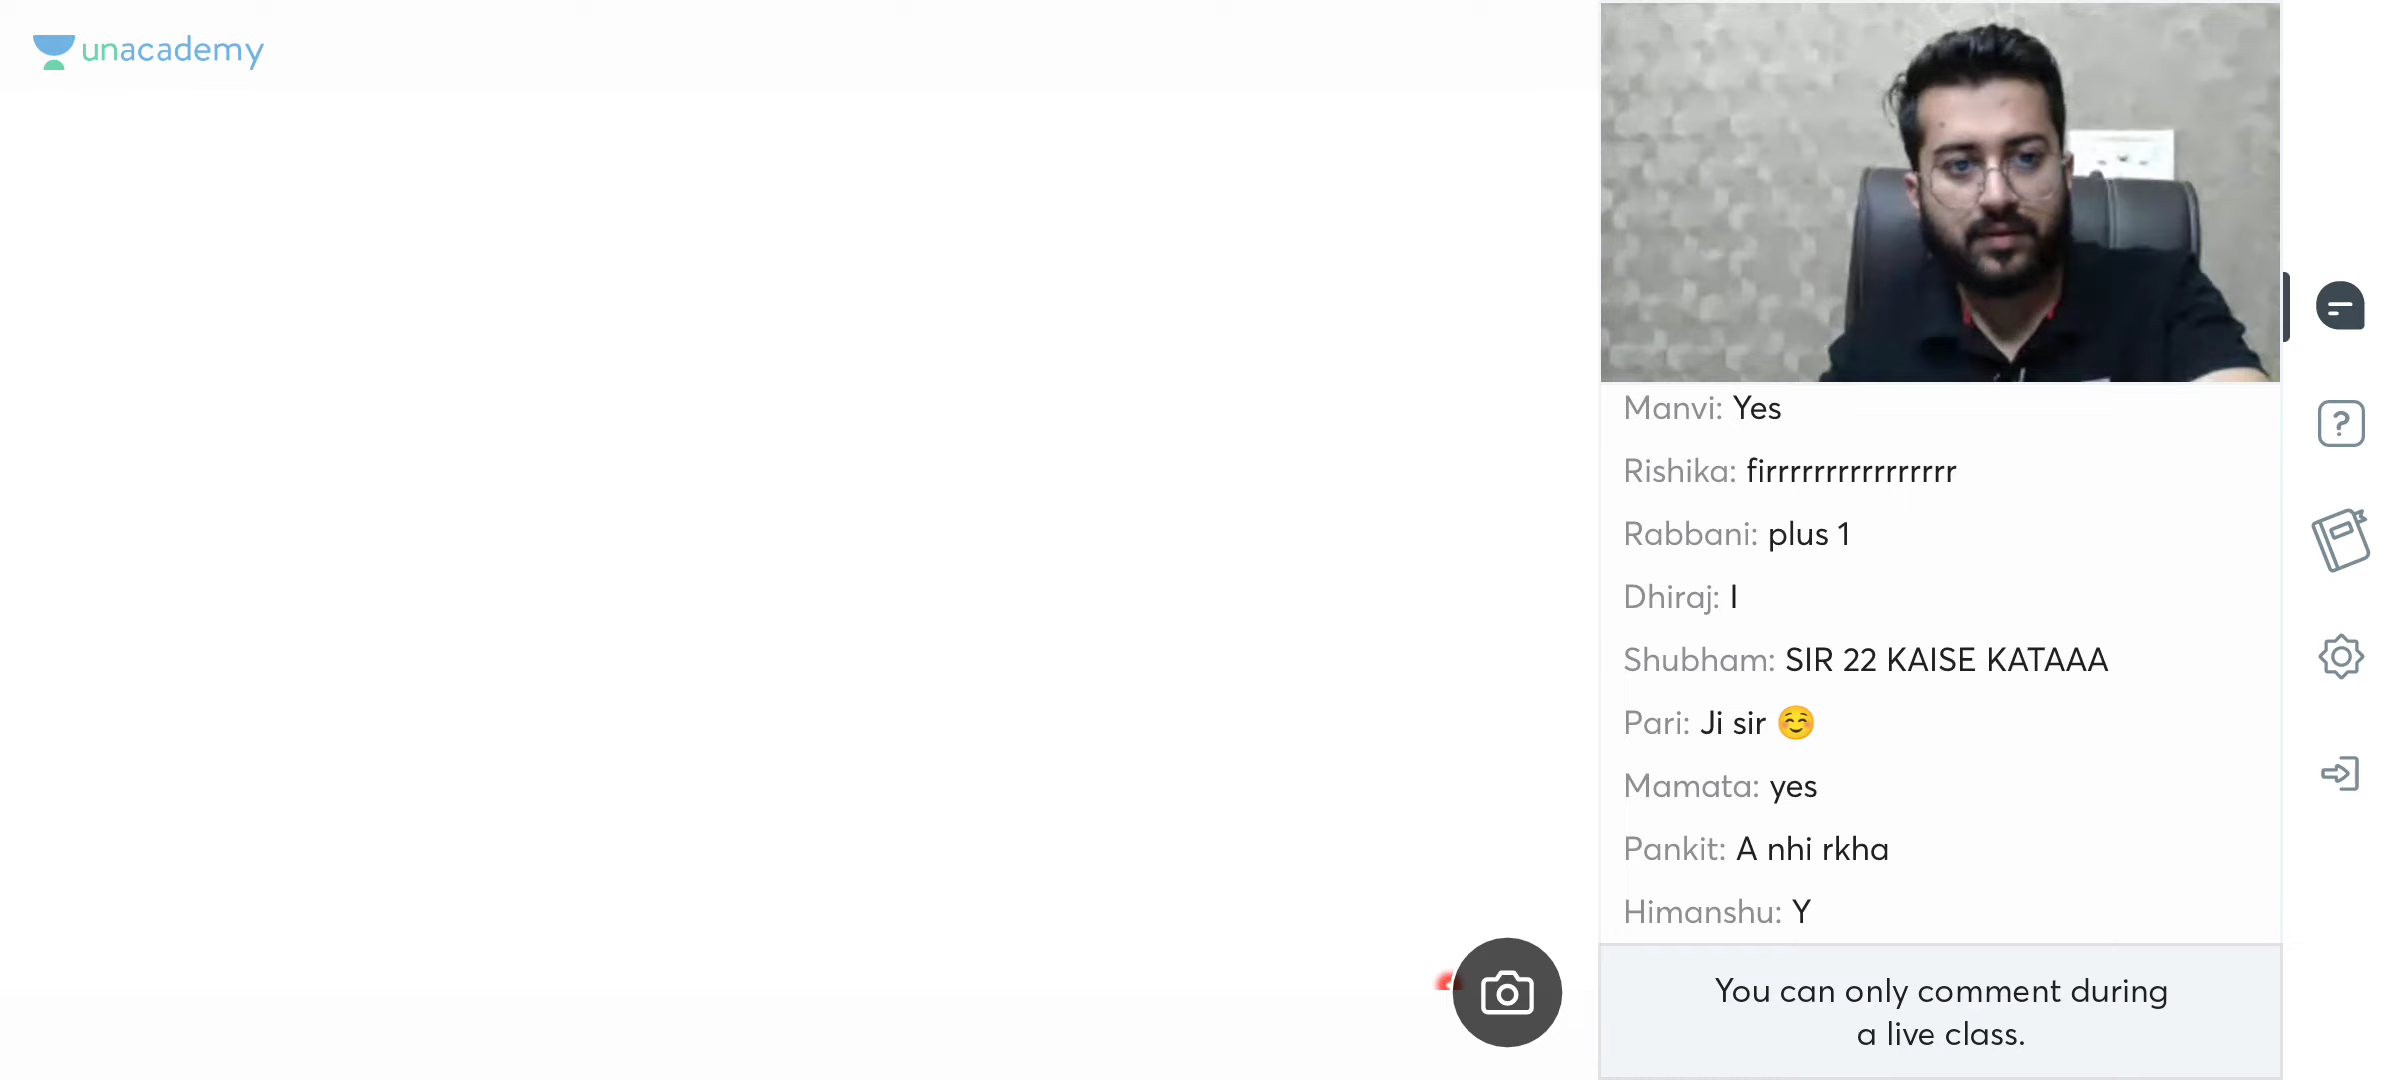 unacademy
Manvi: Yes
Rishika: firrrrrrrrrrrrrrrr
Rabbani: plus 1
Dhiraj: I
Shubham: SIR 22 KAISE KATAAA
Pari: Ji sir ☺️
Mamata: yes
Pankit: A nhi rkha
Himanshu: Y
You can only comment during
a live class.